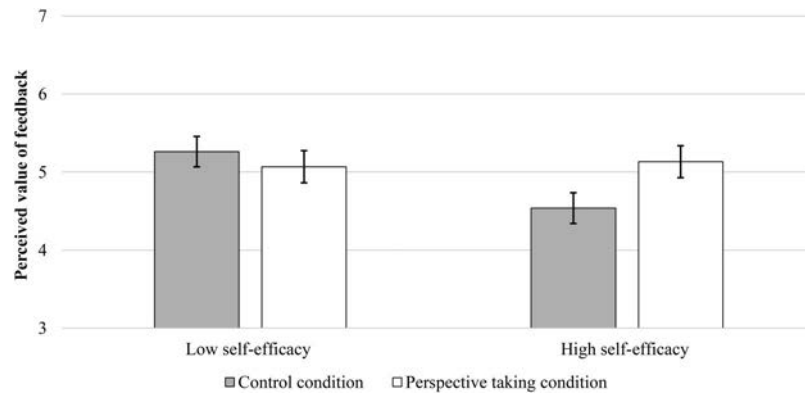 7
6
5
4
3
Perceived value of feedback
Low self-efficacy High self-efficacy
Control condition Perspective taking condition